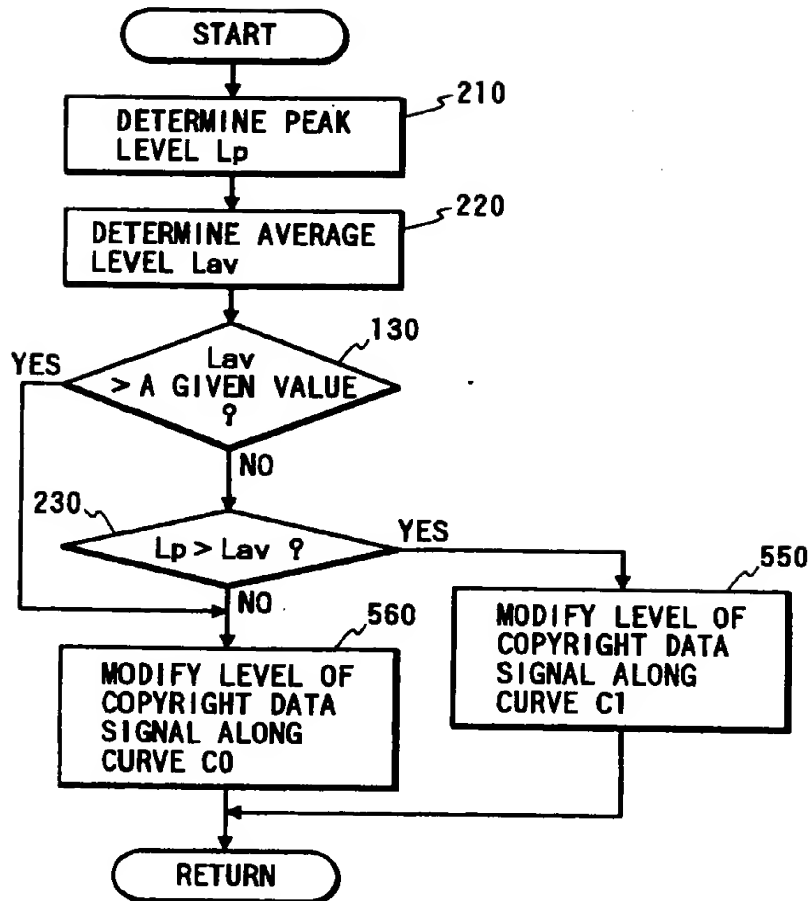 START
210
DETERMINE PEAK
LEVEL Lp
220
DETERMINE AVERAGE
LEVEL Lav
130
YES
Lav
> A GIVEN VALUE
?
NO
230
Lp > Lav ?
YES
550
NO
560
MODIFY LEVEL OF
COPYRIGHT DATA
SIGNAL ALONG
CURVE C1
MODIFY LEVEL OF
COPYRIGHT DATA
SIGNAL ALONG
CURVE C0
RETURN